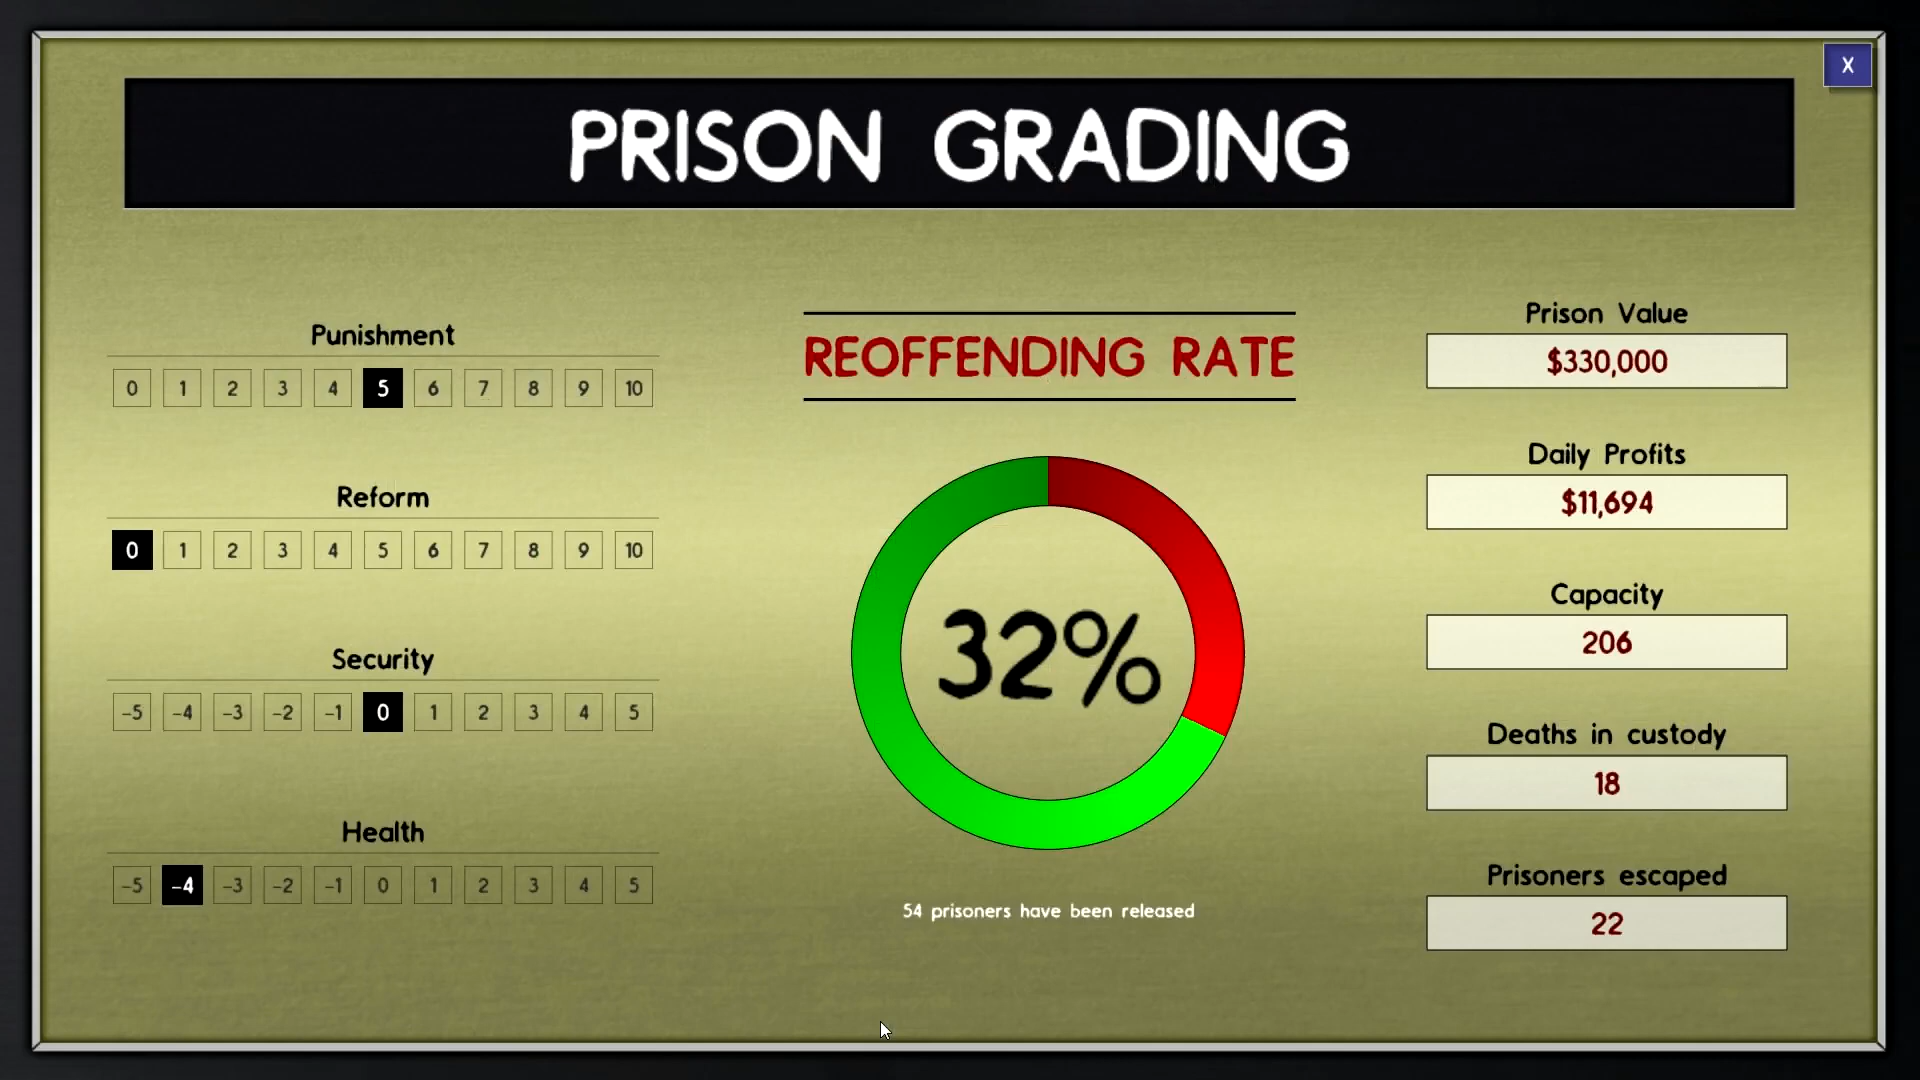 X
PRISON GRADING
Punishment
0 1 2 3 4 5 6 7 8 9 10
Reform
0 1 2 3 4 5 6 7 8 9 10
Security
-5 -4 -3 -2 -1 0 1 2 3 4 5
Health
-5 -4 -3 -2 -1 0 1 2 3 4 5
REOFFENDING RATE
32%
54 prisoners have been released
Prison Value
$330,000
Daily Profits
$11,694
Capacity
206
Deaths in custody
18
Prisoners escaped
22